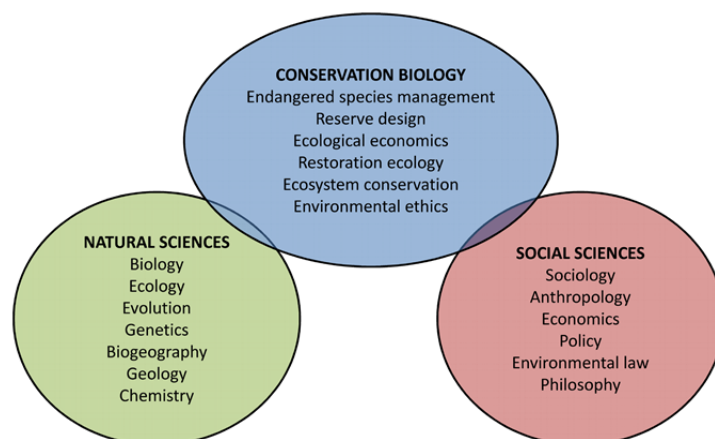 CONSERVATION BIOLOGY
Endangered species management
Reserve design
Ecological economics
Restoration ecology
Ecosystem conservation
Environmental ethics
NATURAL SCIENCES
Biology
Ecology
Evolution
Genetics
Biogeography
Geology
Chemistry
SOCIAL SCIENCES
Sociology
Anthropology
Economics
Policy
Environmental law
Philosophy